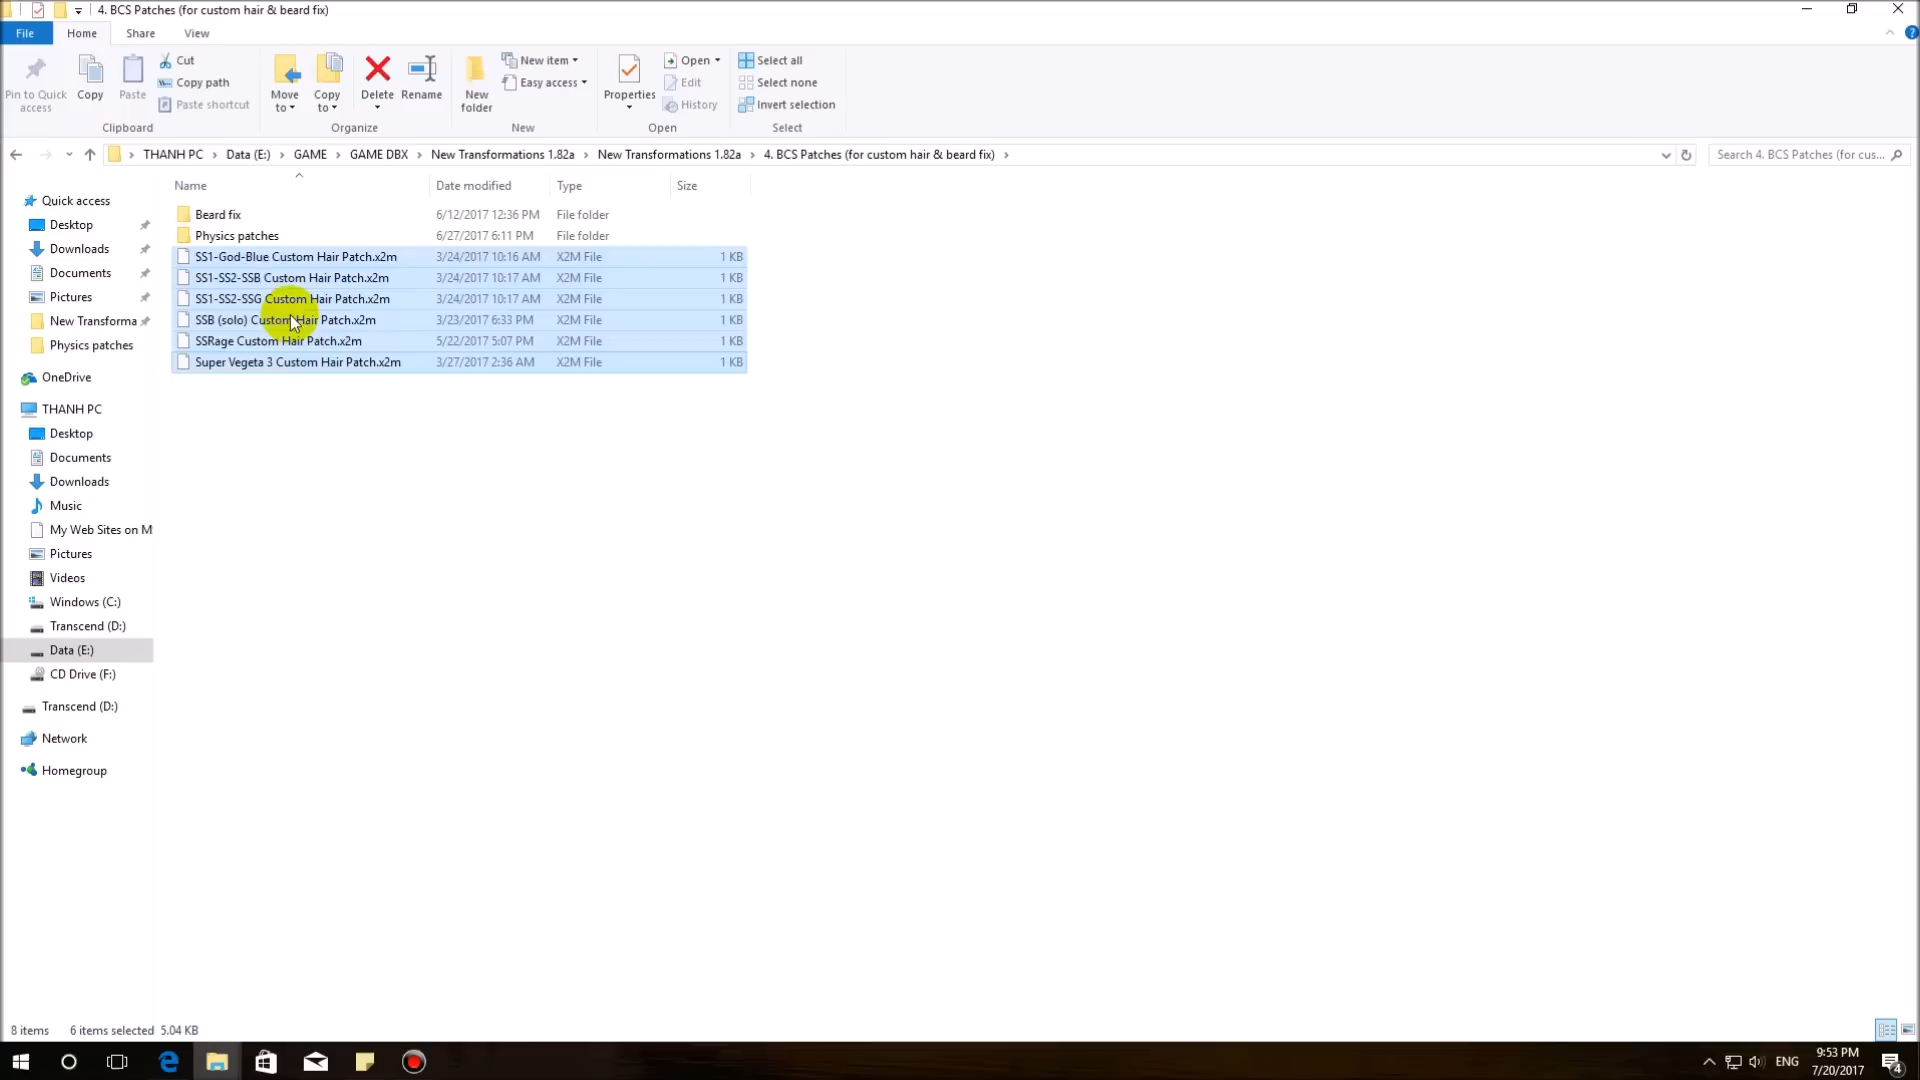 4. BCS Patches (for custom hair & beard fix)
File Home Share View
Pin to Quick access
Copy
Paste
Cut
Copy path
Paste shortcut
Clipboard
Move to
Copy to
Delete
Rename
Organize
New folder
New item
Easy access
New
Properties
Open
Edit
History
Open
Select all
Select none
Invert selection
Select
THANH PC > Data (E:) > GAME > GAME DBX > New Transformations 1.82a > New Transformations 1.82a > 4. BCS Patches (for custom hair & beard fix) >
Search 4. BCS Patches (for cus...
Quick access
Desktop
Downloads
Documents
Pictures
New Transforma
Physics patches
OneDrive
THANH PC
Desktop
Documents
Downloads
Music
My Web Sites on M
Pictures
Videos
Windows (C:)
Transcend (D:)
Data (E:)
CD Drive (F:)
Transcend (D:)
Network
Homegroup
Name Date modified Type Size
Beard fix 6/12/2017 12:36 PM File folder
Physics patches 6/27/2017 6:11 PM File folder
SS1-God-Blue Custom Hair Patch.x2m 3/24/2017 10:16 AM X2M File 1 KB
SS1-SS2-SSB Custom Hair Patch.x2m 3/24/2017 10:17 AM X2M File 1 KB
SS1-SS2-SSG Custom Hair Patch.x2m 3/24/2017 10:17 AM X2M File 1 KB
SSB (solo) Custom Hair Patch.x2m 3/23/2017 6:33 PM X2M File 1 KB
SSRage Custom Hair Patch.x2m 5/22/2017 5:07 PM X2M File 1 KB
Super Vegeta 3 Custom Hair Patch.x2m 3/27/2017 2:36 AM X2M File 1 KB
8 items 6 items selected 5.04 KB
ENG
9:53 PM
7/20/2017
4